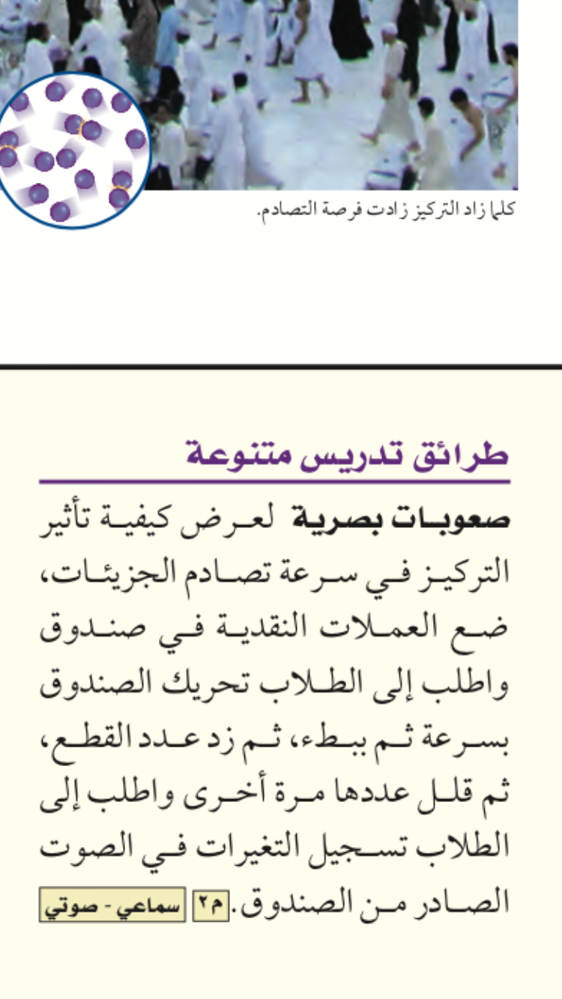 كلما زاد التركيز زادت فرصة التصادم.
طرائق تدريس متنوعة
صعوبات بصرية لعرض كيفية تأثير
التركيز في سرعة تصادم الجزيئات،
ضع العملات النقدية في صندوق
واطلب إلى الطلاب تحريك الصندوق
بسرعة ثم ببطء، ثم زد عدد القطع،
ثم قلل عددها مرة أخرى واطلب إلى
الطلاب تسجيل التغيرات في الصوت
الصادر من الصندوق. م٢ سماعي - صوتي